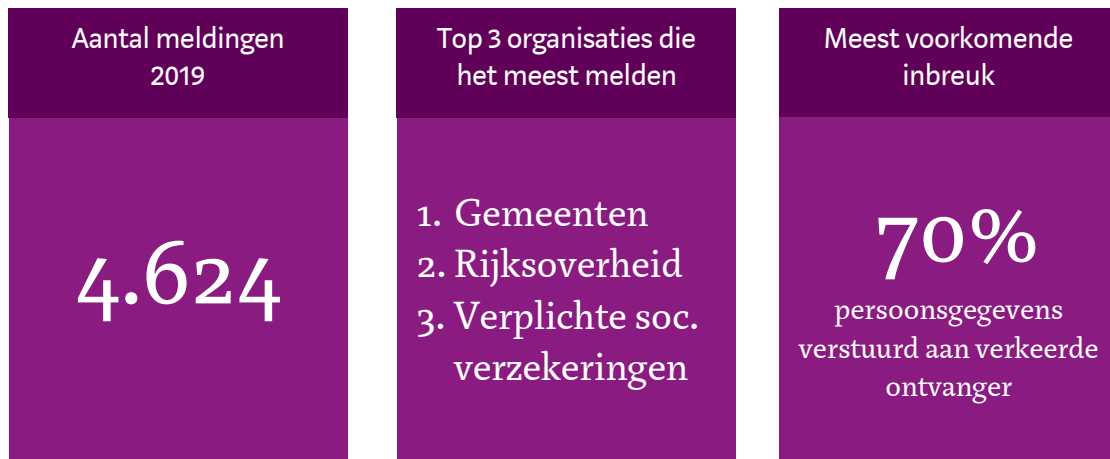 Aantal meldingen
2019
4.624
Top 3 organisaties die
het meest melden
1. Gemeenten
2. Rijksoverheid
3. Verplichte soc.
verzekeringen
Meest voorkomende
inbreuk
70%
persoonsgegevens
verstuurd aan verkeerde
ontvanger